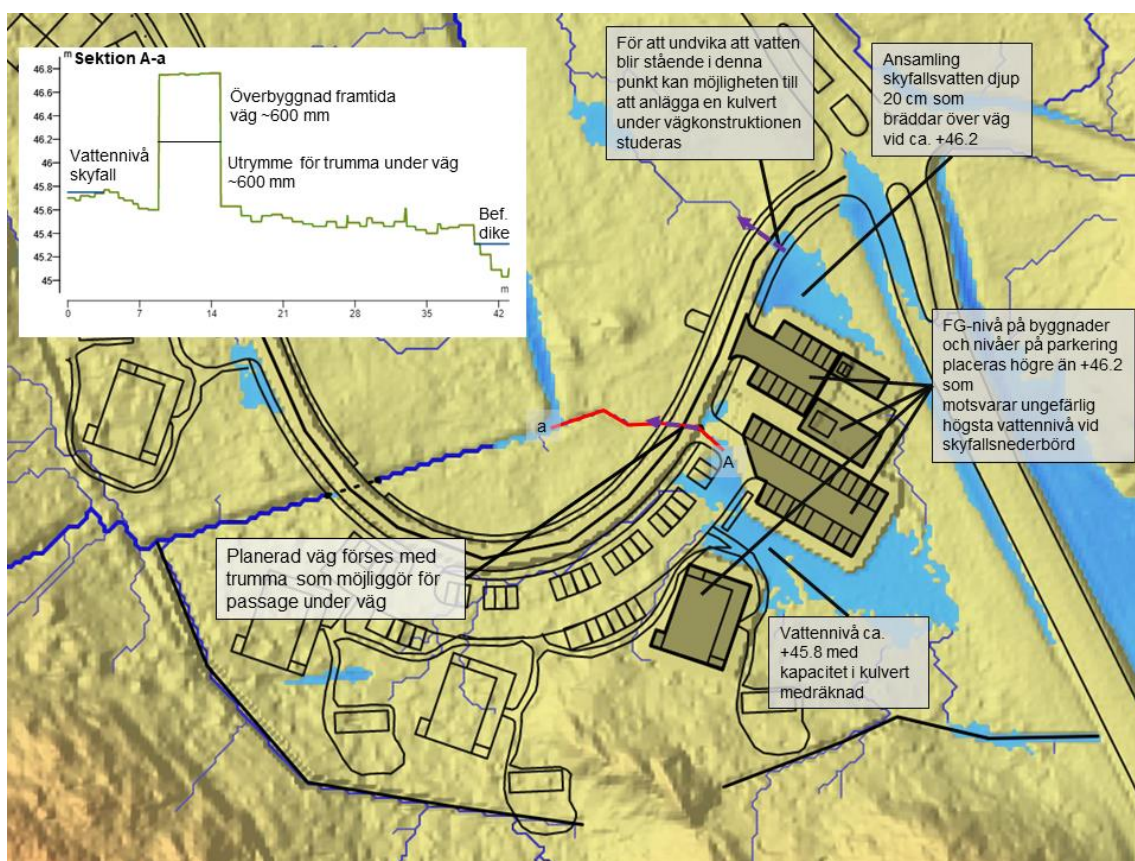 m Sektion A-a
46.8
46.6
46.4
46.2
46
45.8
45.6
45.4
45.2
45
Överbyggnad framtida
väg ~600 mm
Vattennivå
skyfall
Utrymme för trumma under väg
~600 mm
Bef.
dike
m
0
7
14
21
28
35
42
För att undvika att vatten
blir stående i denna
punkt kan möjligheten till
att anlägga en kulvert
under vägkonstruktionen
studeras
Ansamling
skyfallsvatten djup
20 cm som
bräddar över väg
vid ca. +46.2
FG-nivå på byggnader
och nivåer på parkering
placeras högre än +46.2
som
motsvarar ungefärlig
högsta vattennivå vid
skyfallsnederbörd
a
A
Planerad väg förses med
trumma som möjliggör för
passage under väg
Vattennivå ca.
+45.8 med
kapacitet i kulvert
medräknad